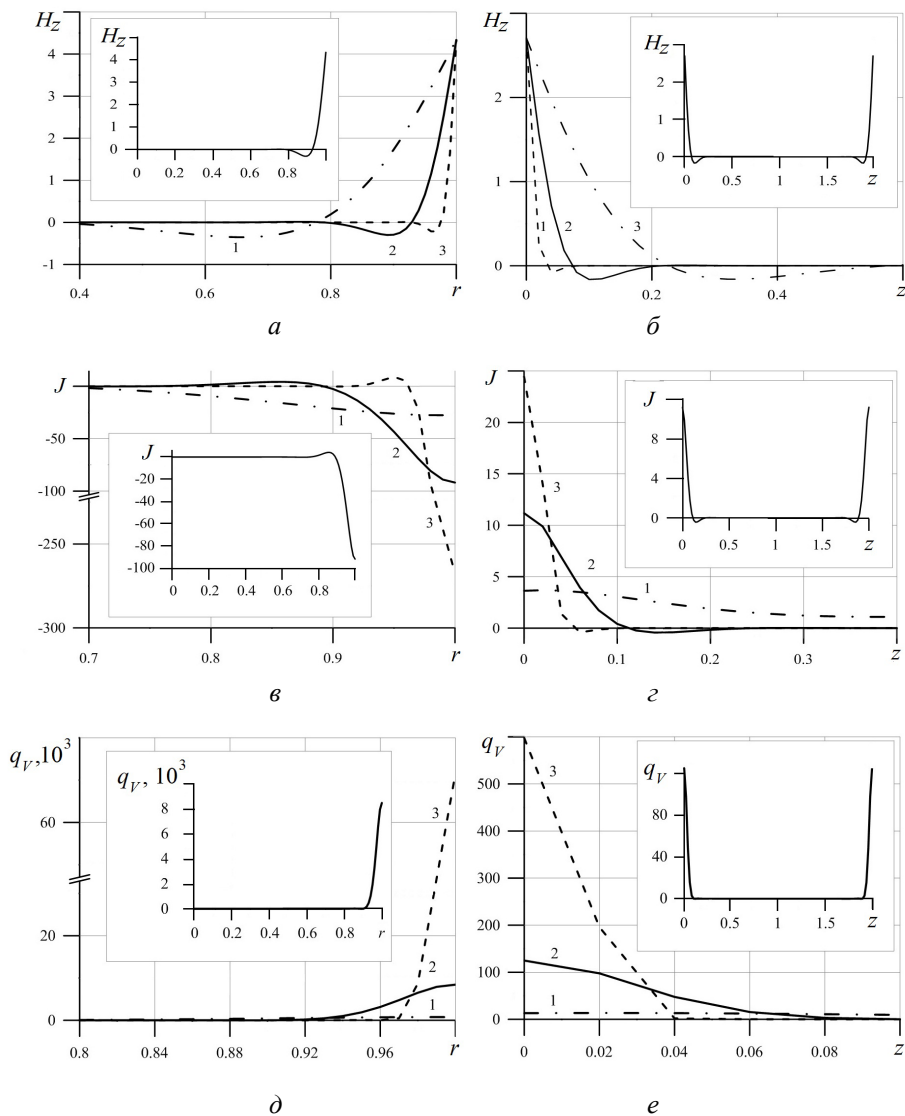 H_Z
4
3
2
1
0
-1
H_Z
4
3
2
1
0
0 0.2 0.4 0.6 0.8
1 2 3
0.4 0.6 0.8 r
а
H_Z
2
1
0
H_Z
3
2
1
0
0 0.5 1 1.5 z
1 2 3
0 0.2 0.4 z
б
J
-50
-100
-250
-300
J
-20
-40
-60
-80
-100
0 0.2 0.4 0.6 0.8
1
2
3
0.7 0.8 0.9 r
в
J
25
20
15
10
5
0
J
8
4
0
0 0.5 1 1.5 z
3
2
1
0 0.1 0.2 0.3 z
г
q_V,10³
60
20
0
q_V, 10³
8
6
4
2
0
0 0.2 0.4 0.6 0.8 r
3
2
1
0.8 0.84 0.88 0.92 0.96 r
д
q_V
500
400
300
200
100
0
q_V
80
40
0
0 0.5 1 1.5 z
3
2
1
0 0.02 0.04 0.06 0.08 z
е